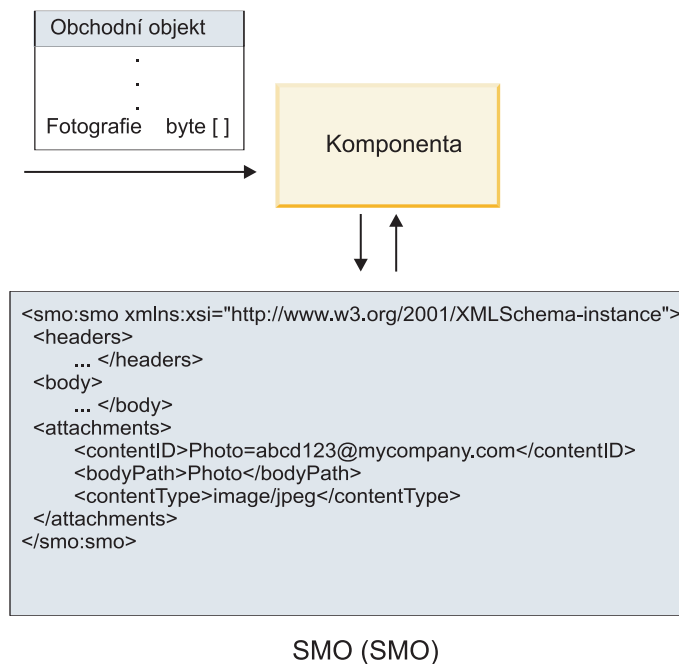 Obchodní objekt
.
.
.
Fotografie byte [ ]
Komponenta
<smo:smo xmlns:xsi="http://www.w3.org/2001/XMLSchema-instance">
<headers>
... </headers>
<body>
... </body>
<attachments>
<contentID>Photo=abcd123@mycompany.com</contentID>
<bodyPath>Photo</bodyPath>
<contentType>image/jpeg</contentType>
</attachments>
</smo:smo>
SMO (SMO)